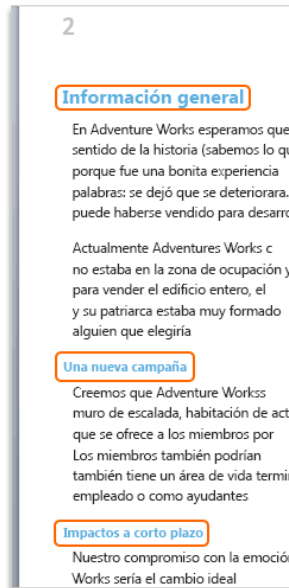 2
Información general
En Adventure Works esperamos que
sentido de la historia (sabemos lo
porque fue una bonita experiencia
palabras: se dejó que se deteriorara.
puede haberse vendido para
Actualmente Adventures Works c
no estaba en la zona de ocupación y
para vender el edificio entero, el
y su patriarca estaba muy formado
alguien que elegiría
Una nueva campaña
Creemos que Adventure Workss
muro de escalada, habitación de
que se ofrece a los miembros por
Los miembros también podrían
también tiene un área de vida
empleado o como ayudantes
Impactos a corto plazo
Nuestro compromiso con la emoción
Works sería el cambio ideal